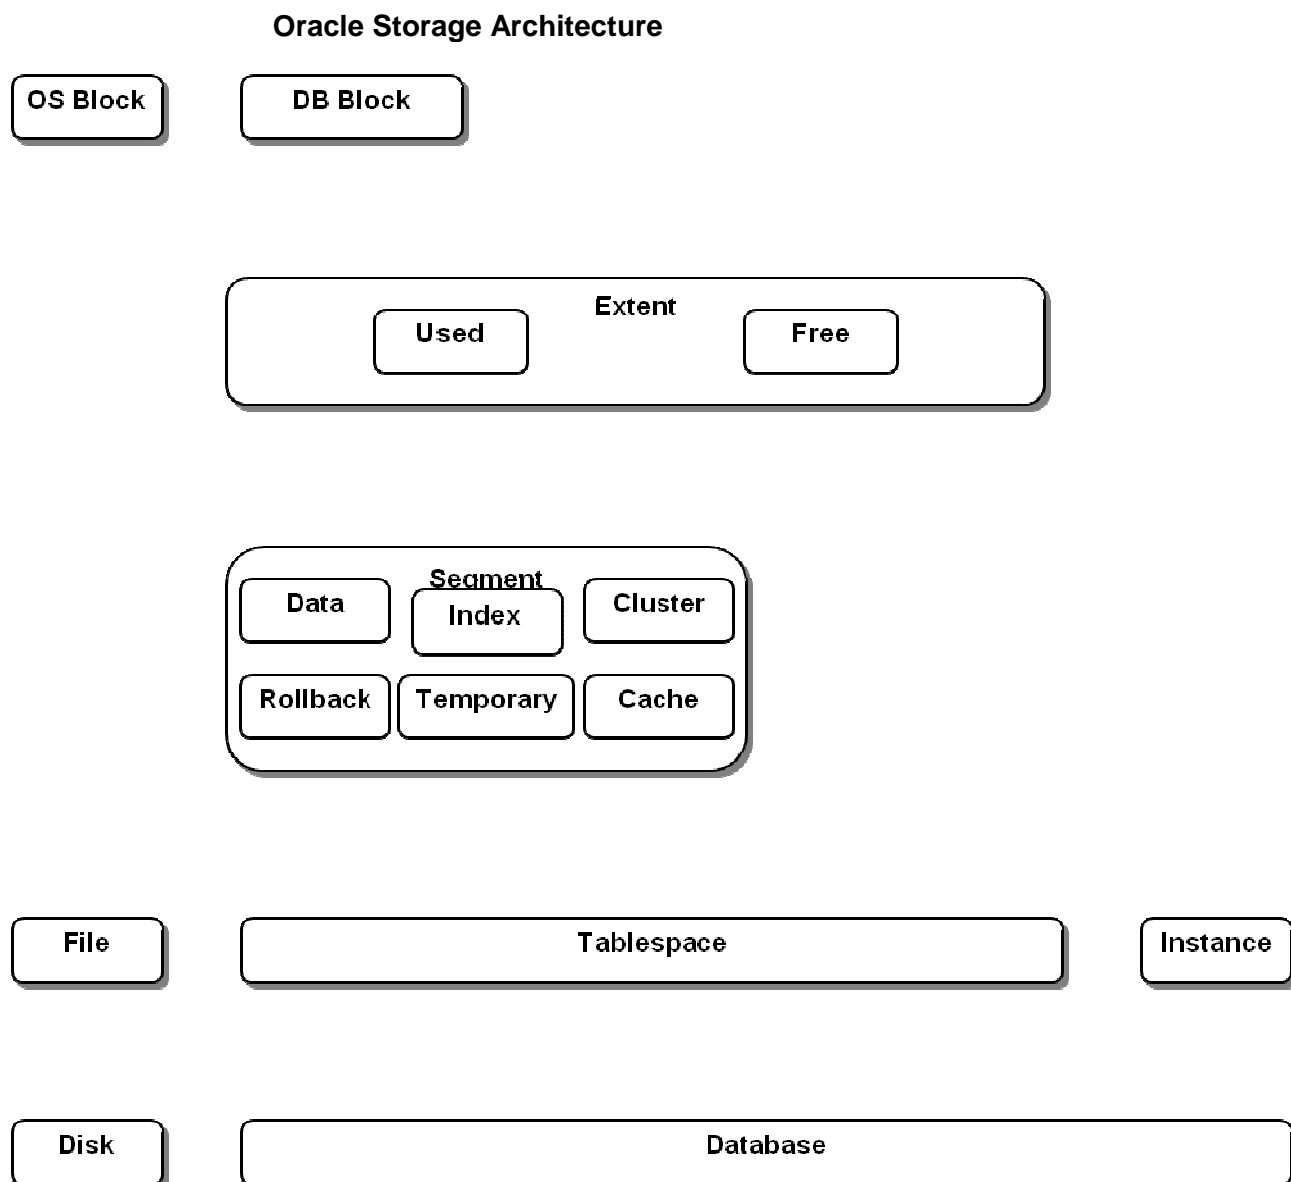 Oracle Storage Architecture
OS Block
DB Block
Extent
Used
Free
Segment
Data
Index
Cluster
Rollback
Temporary
Cache
File
Tablespace
Instance
Disk
Database